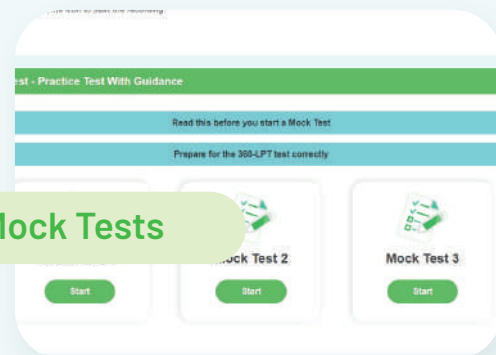 est - Practice Test With Guidance
Read this before you start a Mock Test
Prepare for the 360-LPT test correctly
Mock Tests
Mock Test 2
Mock Test 3
Start
Start
Start